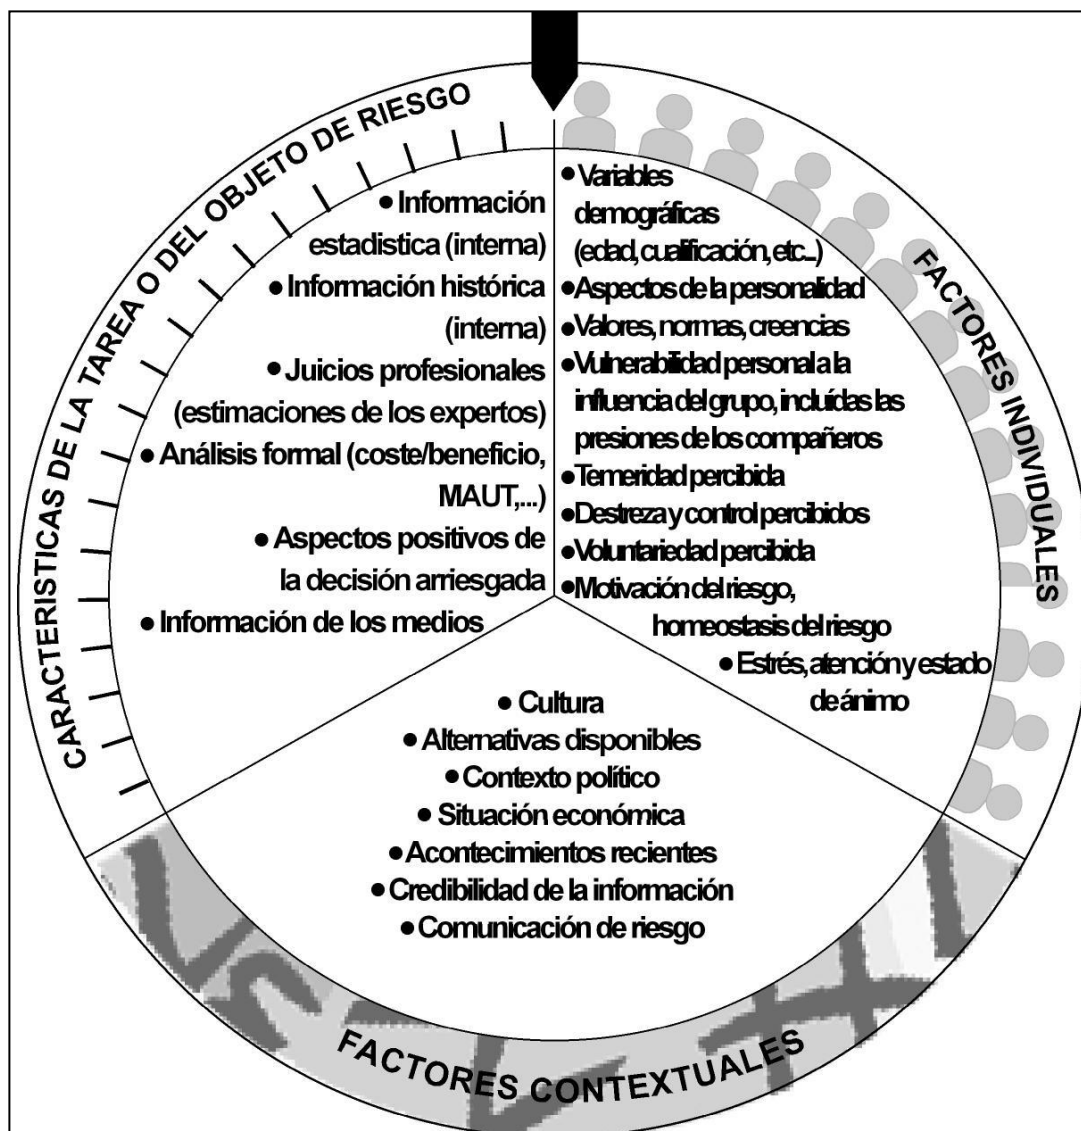 CARACTERISTICAS DE LA TAREA O DEL OBJETO DE RIESGO
• Información
estadistica (interna)
• Información histórica
(interna)
• Juicios profesionales
(estimaciones de los expertos)
• Análisis formal (coste/beneficio,
MAUT,...)
• Aspectos positivos de
la decisión arriesgada
• Información de los medios
FACTORES INDIVIDUALES
• Variables
demográficas
(edad, cualificación, etc...)
• Aspectos de la personalidad
• Valores, normas, creencias
• Vulnerabilidad personal a la
influencia del grupo, incluídas las
presiones de los compañeros
• Temeridad percibida
• Destreza y control percibidos
• Voluntariedad percibida
• Motivación del riesgo,
homeostasis del riesgo
• Estrés, atención y estado
de ánimo
• Cultura
• Alternativas disponibles
• Contexto político
• Situación económica
• Acontecimientos recientes
• Credibilidad de la información
• Comunicación de riesgo
FACTORES CONTEXTUALES